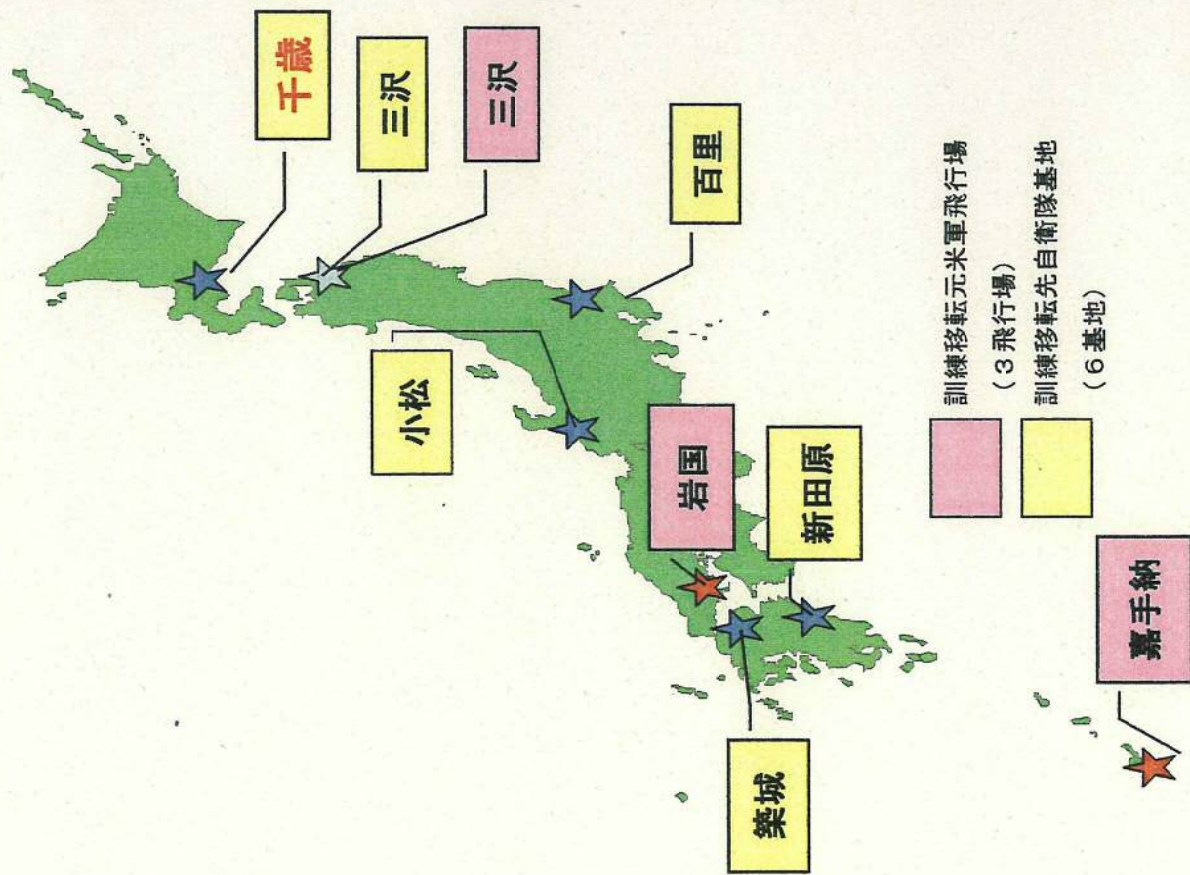 千歳
三沢
三沢
百里
小松
岩国
新田原
築城
嘉手納
訓練移転元米軍飛行場
(3飛行場)
訓練移転先自衛隊基地
(6基地)